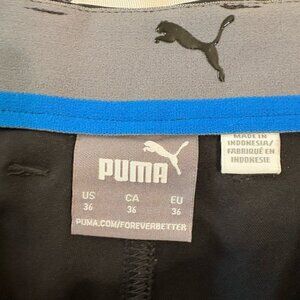 MADE IN
INDONESIA/
FABRIQUÉ EN
INDONÉSIE
PUMA
US CA EU
36 36 36
PUMA.COM/FOREVERBETTER